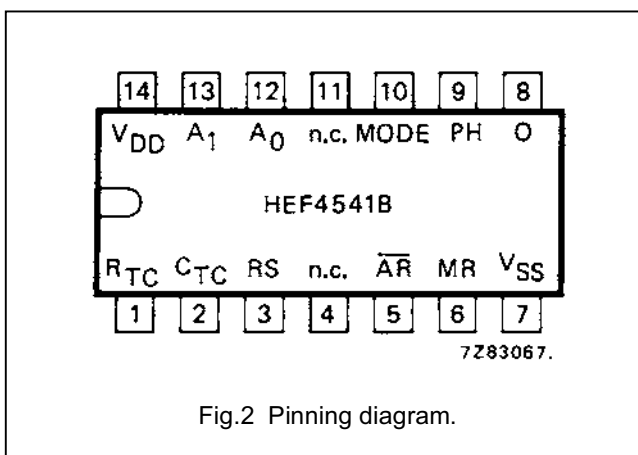 14 13 12 11 10 9 8
VDD A1 A0 n.c. MODE PH O
HEF4541B
RTC CTC RS n.c. A̅R̅ MR VSS
1 2 3 4 5 6 7
7Z83067.
Fig.2 Pinning diagram.